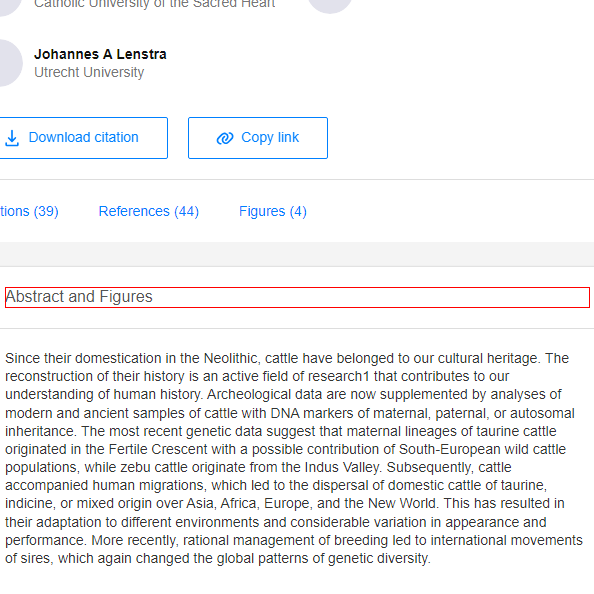 Catholic University of the Sacred Heart
Johannes A Lenstra
Utrecht University
Download citation
Copy link
tions (39)
References (44)
Figures (4)
Abstract and Figures
Since their domestication in the Neolithic, cattle have belonged to our cultural heritage. The
reconstruction of their history is an active field of research1 that contributes to our
understanding of human history. Archeological data are now supplemented by analyses of
modern and ancient samples of cattle with DNA markers of maternal, paternal, or autosomal
inheritance. The most recent genetic data suggest that maternal lineages of taurine cattle
originated in the Fertile Crescent with a possible contribution of South-European wild cattle
populations, while zebu cattle originate from the Indus Valley. Subsequently, cattle
accompanied human migrations, which led to the dispersal of domestic cattle of taurine,
indicine, or mixed origin over Asia, Africa, Europe, and the New World. This has resulted in
their adaptation to different environments and considerable variation in appearance and
performance. More recently, rational management of breeding led to international movements
of sires, which again changed the global patterns of genetic diversity.